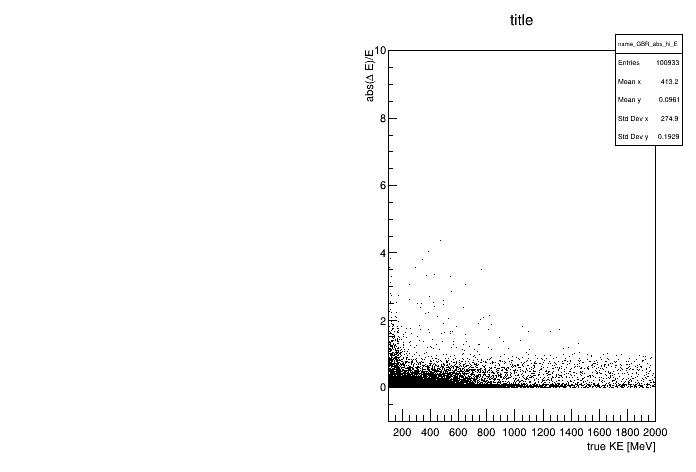 title
name_GBR_abs_hi_E
Entries 100933
Mean x 413.2
Mean y 0.0961
Std Dev x 274.9
Std Dev y 0.1929
abs(Δ E)/E
10
8
6
4
2
0
200 400 600 800 1000 1200 1400 1600 1800 2000
true KE [MeV]